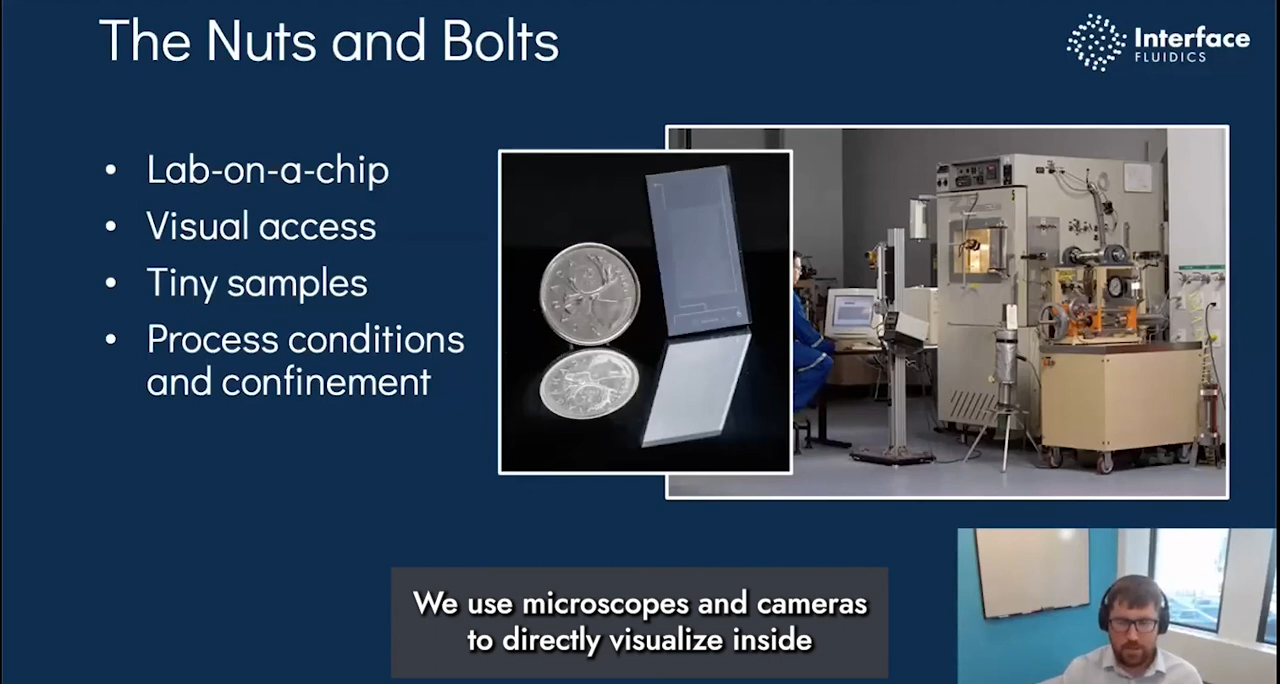 The Nuts and Bolts
Interface
FLUIDICS
• Lab-on-a-chip
• Visual access
• Tiny samples
• Process conditions
and confinement
We use microscopes and cameras
to directly visualize inside